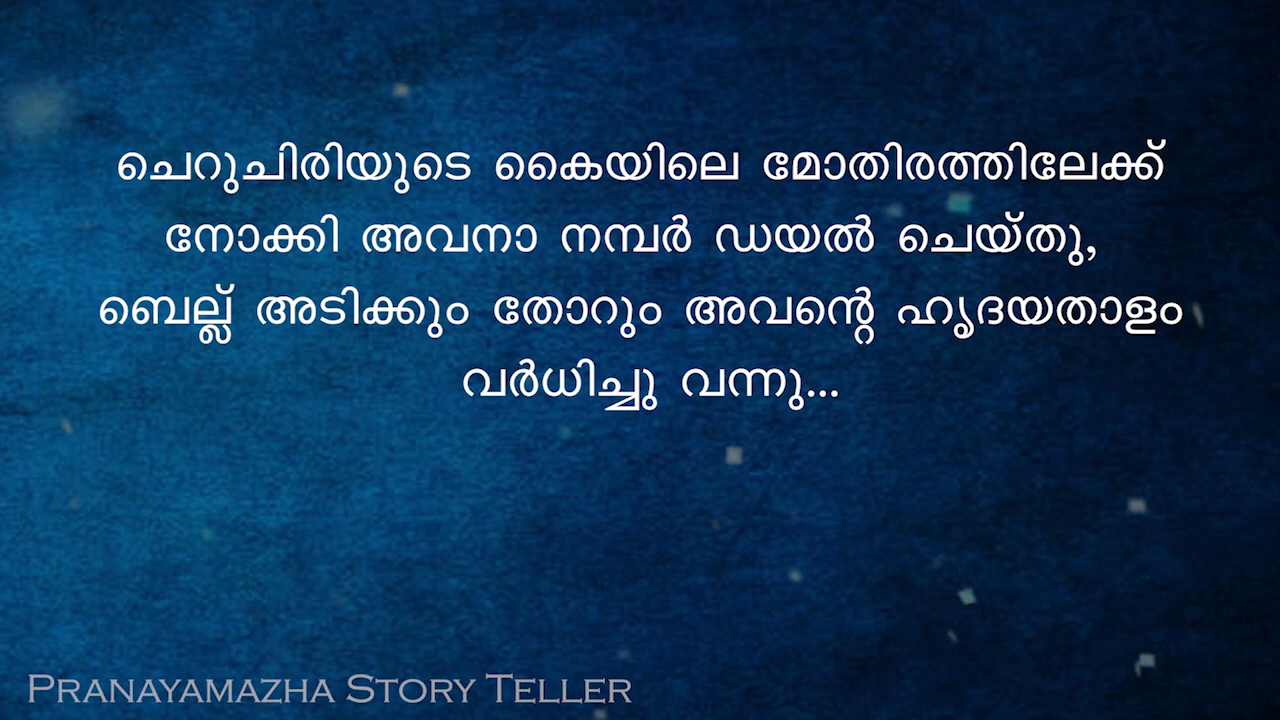 ചെറുചിരിയുടെ കൈയിലെ മോതിരത്തിലേക്ക്
നോക്കി അവനാ നമ്പർ ഡയൽ ചെയ്തു,
ബെല്ല് അടിക്കും തോറും അവന്റെ ഹൃദയതാളം
വർധിച്ചു വന്നു...
PRANAYAMAZHA STORY TELLER